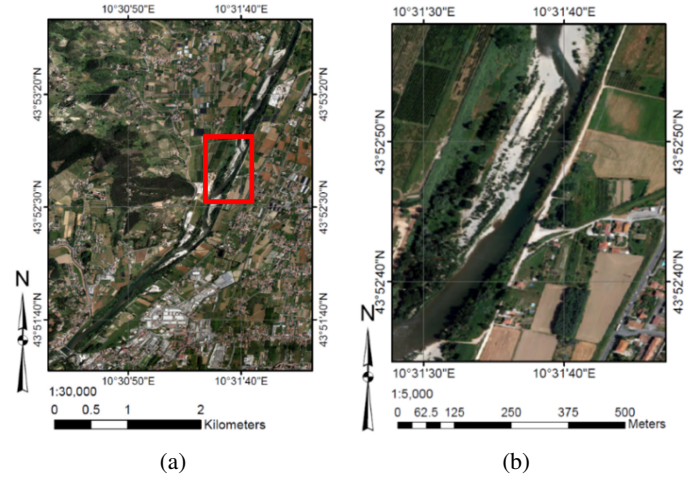 10°30'50"E 10°31'40"E
43°53'20"N
43°52'30"N
43°51'40"N
43°53'20"N
43°52'30"N
43°51'40"N
10°30'50"E 10°31'40"E
N
1:30,000
0 0.5 1 2
Kilometers
(a)
10°31'30"E 10°31'40"E
43°52'50"N
43°52'40"N
43°52'50"N
43°52'40"N
10°31'30"E 10°31'40"E
N
1:5,000
0 62.5 125 250 375 500
Meters
(b)